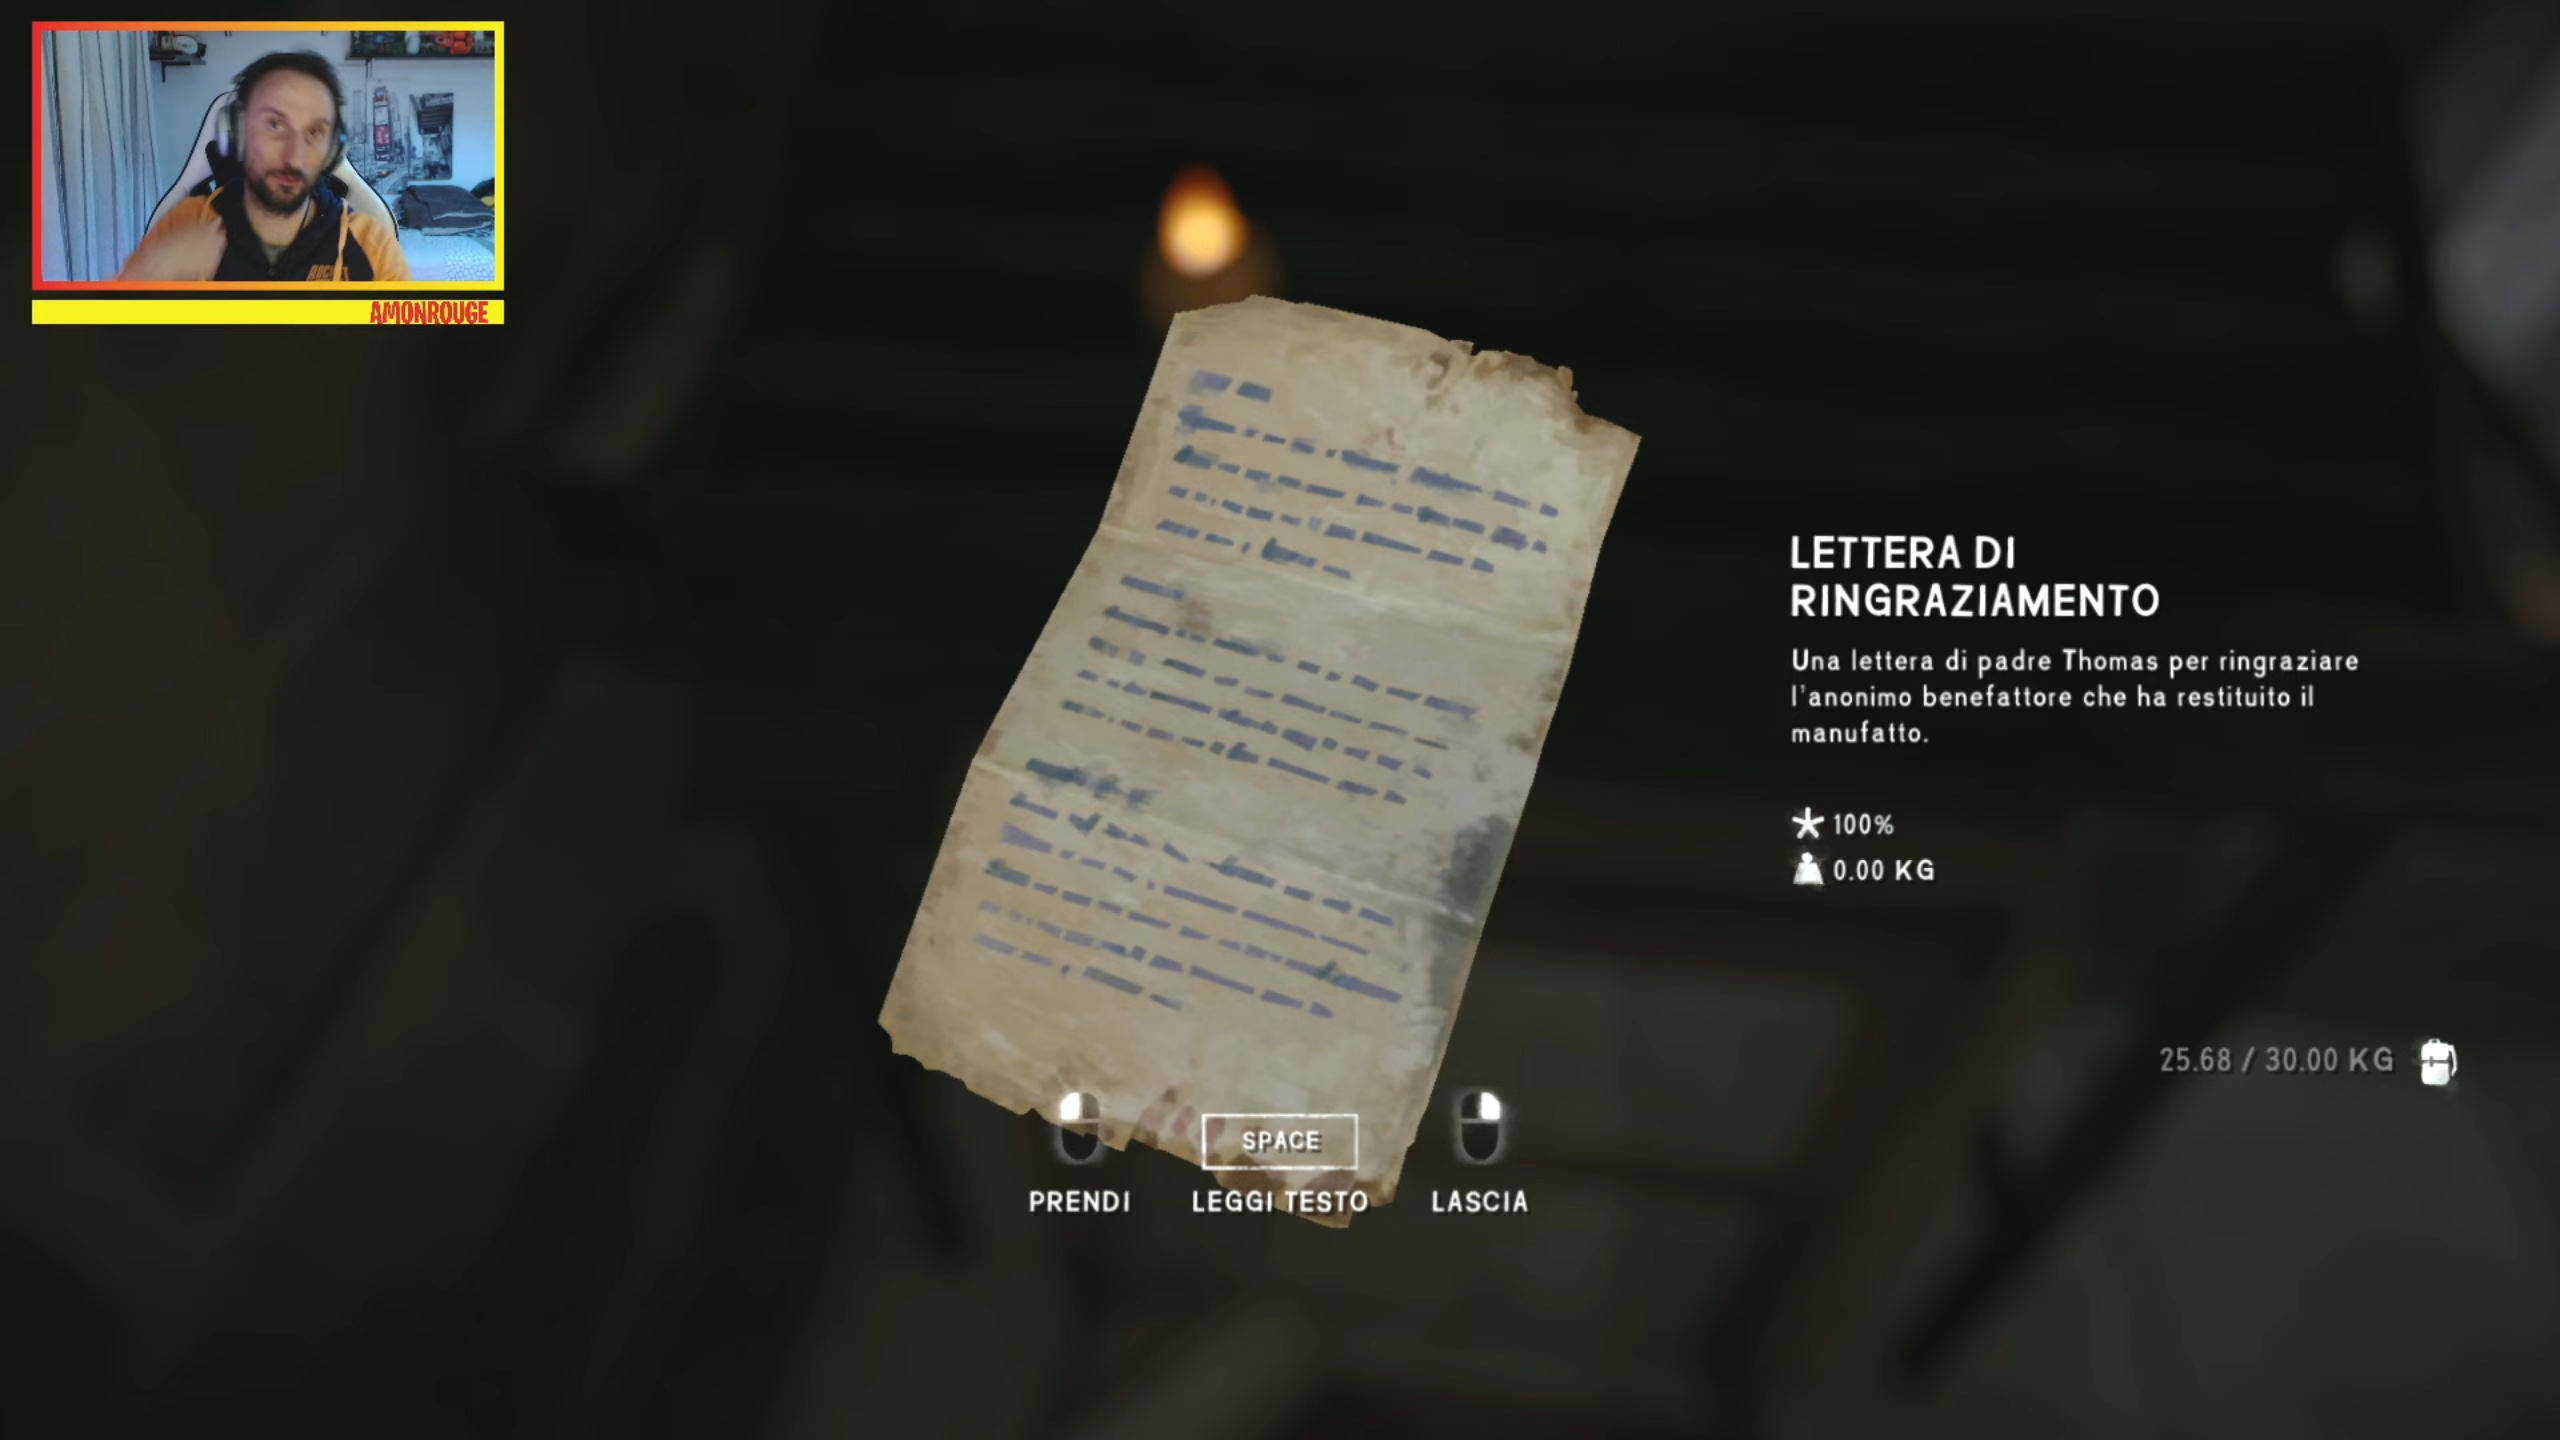 AMONROUGE
LETTERA DI
RINGRAZIAMENTO
Una lettera di padre Thomas per ringraziare
l'anonimo benefattore che ha restituito il
manufatto.
100%
0.00 KG
25.68 / 30.00 KG
SPACE
PRENDI
LEGGI TESTO
LASCIA